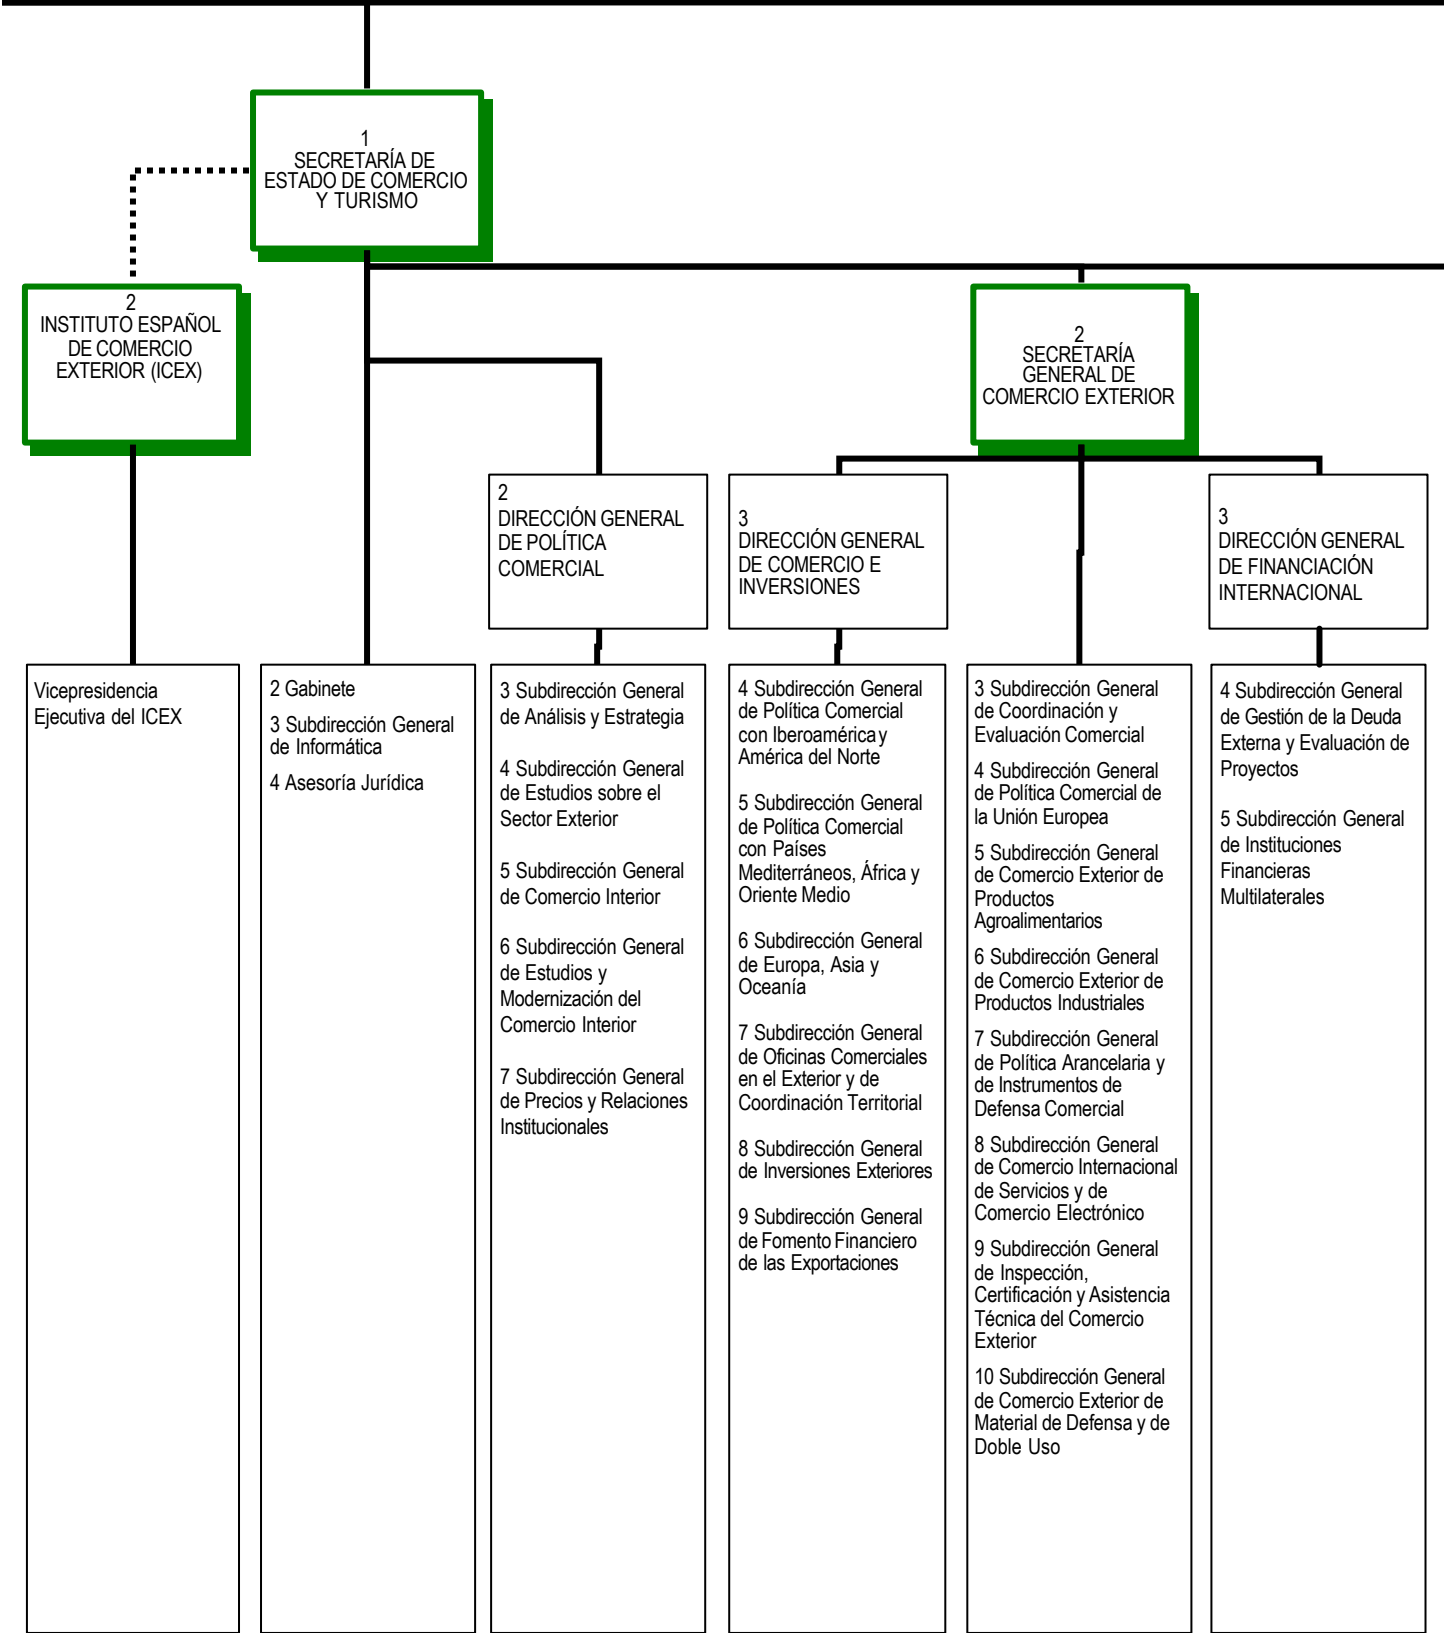 1
SECRETARÍA DE
ESTADO DE COMERCIO
Y TURISMO
2
INSTITUTO ESPAÑOL
DE COMERCIO
EXTERIOR (ICEX)
2
SECRETARÍA
GENERAL DE
COMERCIO EXTERIOR
2
DIRECCIÓN GENERAL
DE POLÍTICA
COMERCIAL
3
DIRECCIÓN GENERAL
DE COMERCIO E
INVERSIONES
3
DIRECCIÓN GENERAL
DE FINANCIACIÓN
INTERNACIONAL
Vicepresidencia
Ejecutiva del ICEX
2 Gabinete
3 Subdirección General
de Informática
4 Asesoría Jurídica
3 Subdirección General
de Análisis y Estrategia
4 Subdirección General
de Estudios sobre el
Sector Exterior
5 Subdirección General
de Comercio Interior
6 Subdirección General
de Estudios y
Modernización del
Comercio Interior
7 Subdirección General
de Precios y Relaciones
Institucionales
4 Subdirección General
de Política Comercial
con Iberoamérica y
América del Norte
5 Subdirección General
de Política Comercial
con Países
Mediterráneos, África y
Oriente Medio
6 Subdirección General
de Europa, Asia y
Oceanía
7 Subdirección General
de Oficinas Comerciales
en el Exterior y de
Coordinación Territorial
8 Subdirección General
de Inversiones Exteriores
9 Subdirección General
de Fomento Financiero
de las Exportaciones
3 Subdirección General
de Coordinación y
Evaluación Comercial
4 Subdirección General
de Política Comercial de
la Unión Europea
5 Subdirección General
de Comercio Exterior de
Productos
Agroalimentarios
6 Subdirección General
de Comercio Exterior de
Productos Industriales
7 Subdirección General
de Política Arancelaria y
de Instrumentos de
Defensa Comercial
8 Subdirección General
de Comercio Internacional
de Servicios y de
Comercio Electrónico
9 Subdirección General
de Inspección,
Certificación y Asistencia
Técnica del Comercio
Exterior
10 Subdirección General
de Comercio Exterior de
Material de Defensa y de
Doble Uso
4 Subdirección General
de Gestión de la Deuda
Externa y Evaluación de
Proyectos
5 Subdirección General
de Instituciones
Financieras
Multilaterales